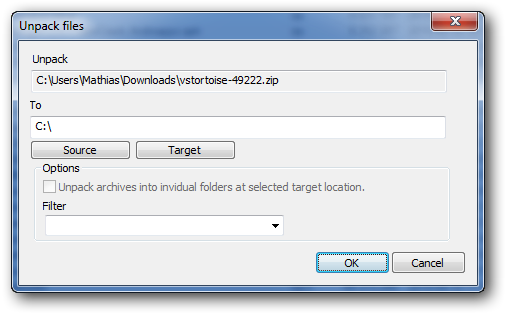 Unpack files
Unpack
C:\Users\Mathias\Downloads\vstortoise-49222.zip
To
C:\
Source Target
Options
Unpack archives into invidual folders at selected target location.
Filter
OK Cancel